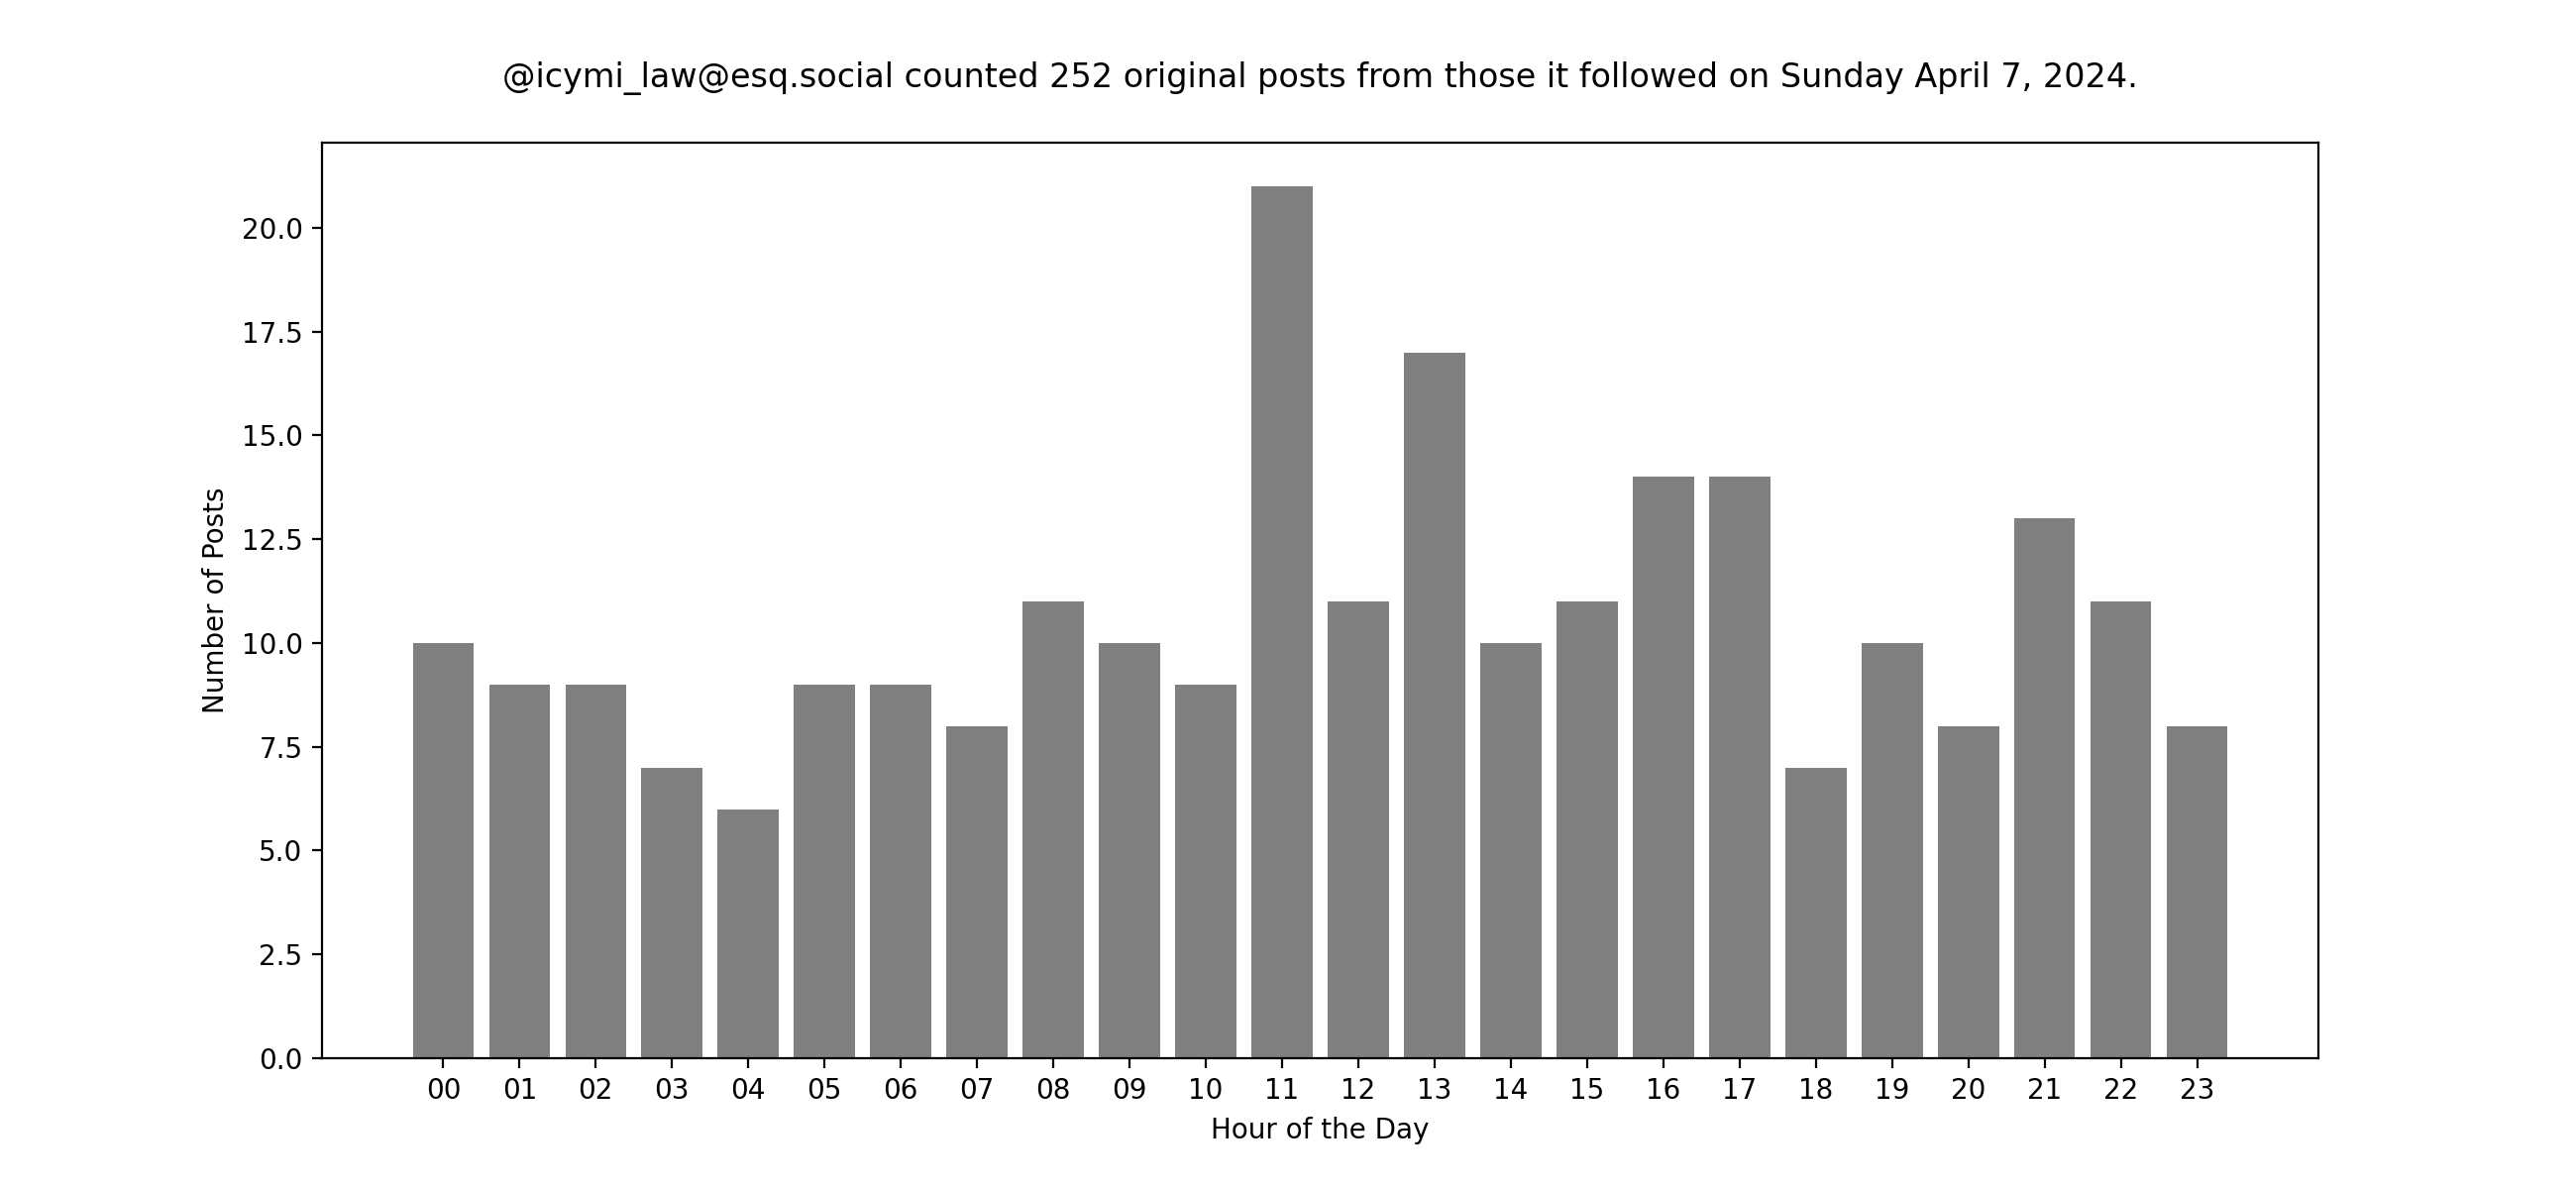 @icymi_law@esq.social counted 252 original posts from those it followed on Sunday April 7, 2024.
Number of Posts
20.0
17.5
15.0
12.5
10.0
7.5
5.0
2.5
0.0
00 01 02 03 04 05 06 07 08 09 10 11 12 13 14 15 16 17 18 19 20 21 22 23
Hour of the Day